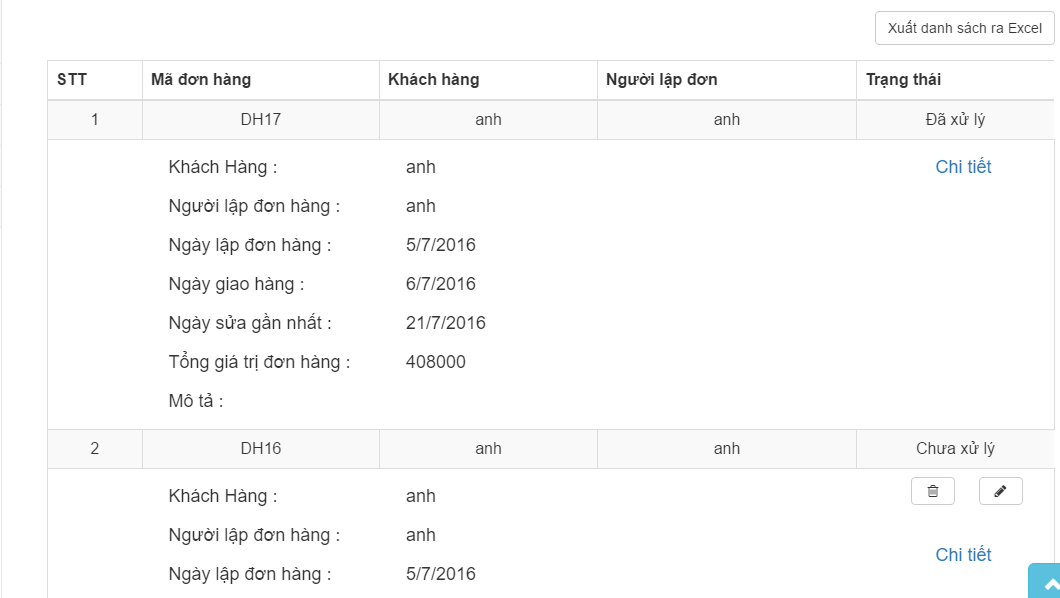 Xuất danh sách ra Excel
STT Mã đơn hàng Khách hàng Người lập đơn Trạng thái
1 DH17 anh anh Đã xử lý
Khách Hàng : anh Chi tiết
Người lập đơn hàng : anh
Ngày lập đơn hàng : 5/7/2016
Ngày giao hàng : 6/7/2016
Ngày sửa gần nhất : 21/7/2016
Tổng giá trị đơn hàng : 408000
Mô tả :
2 DH16 anh anh Chưa xử lý
Khách Hàng : anh
Người lập đơn hàng : anh
Chi tiết
Ngày lập đơn hàng : 5/7/2016